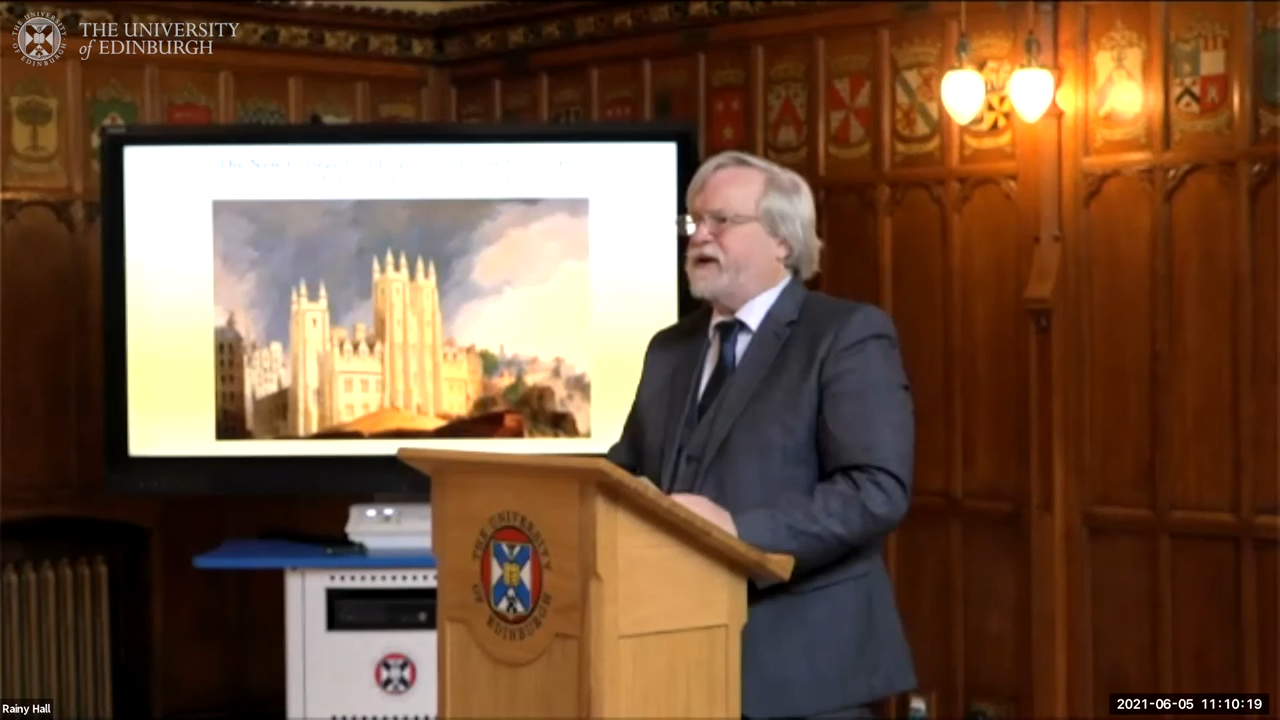 THE UNIVERSITY
of EDINBURGH
THE UNIVERSITY
OF EDINBURGH
Rainy Hall
2021-06-05 11:10:19